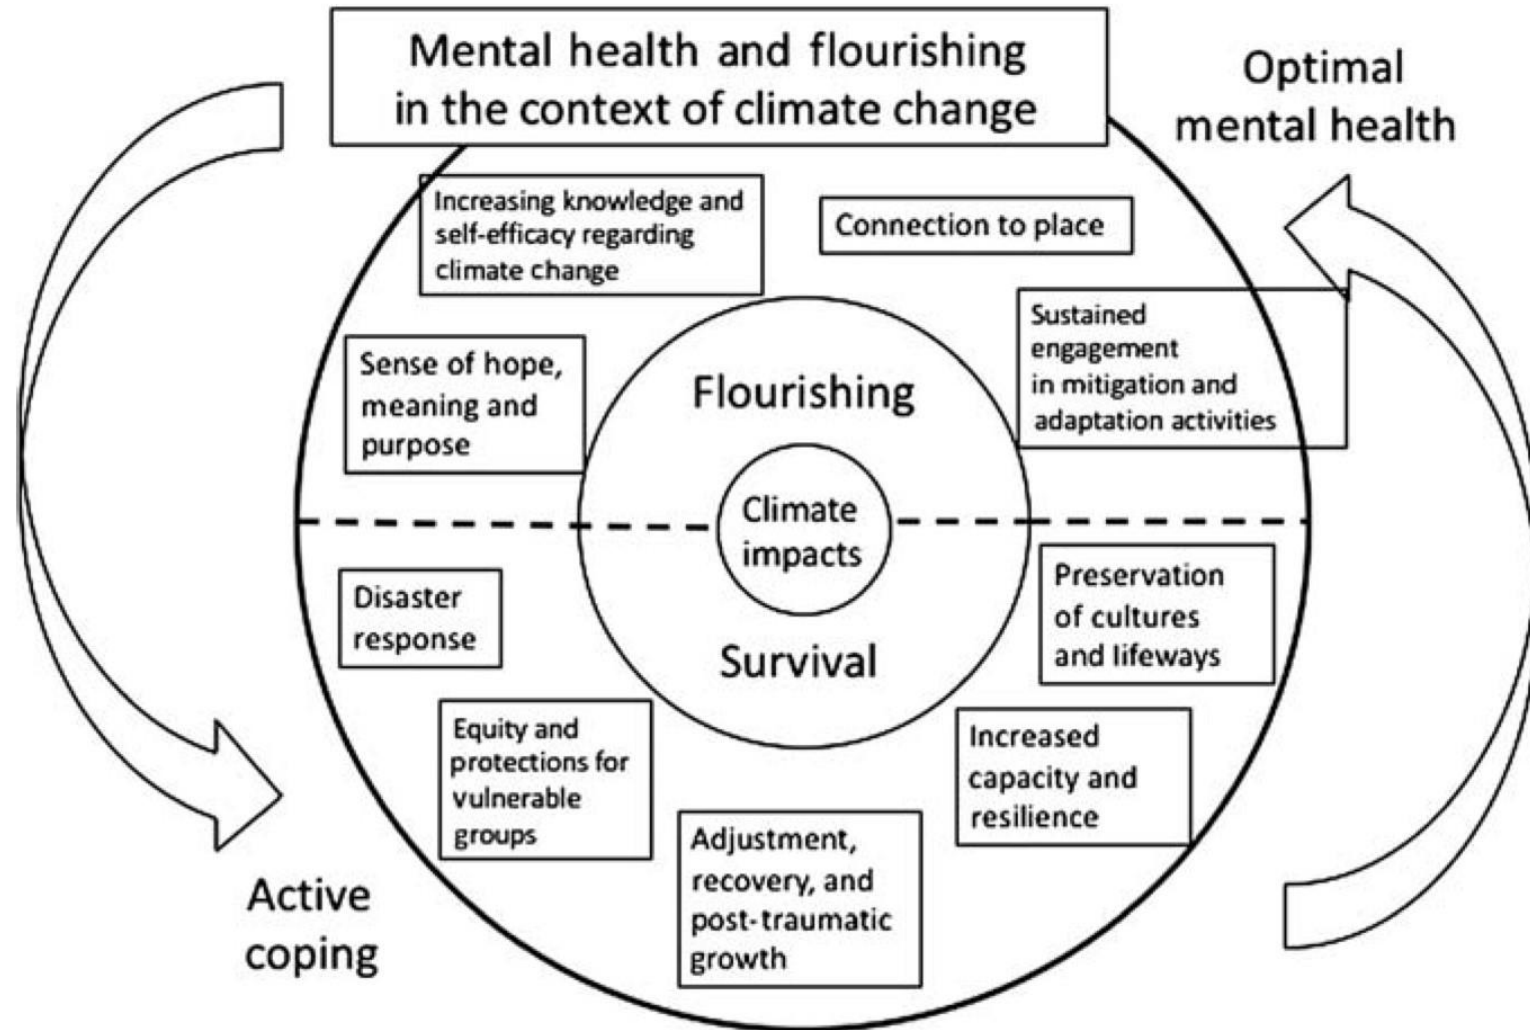 Mental health and flourishing
in the context of climate change
Optimal
mental health
Increasing knowledge and
self-efficacy regarding
climate change
Connection to place
Sustained
engagement
in mitigation and
adaptation activities
Sense of hope,
meaning and
purpose
Flourishing
Climate
impacts
Survival
Disaster
response
Preservation
of cultures
and lifeways
Equity and
protections for
vulnerable
groups
Increased
capacity and
resilience
Adjustment,
recovery, and
post-traumatic
growth
Active
coping